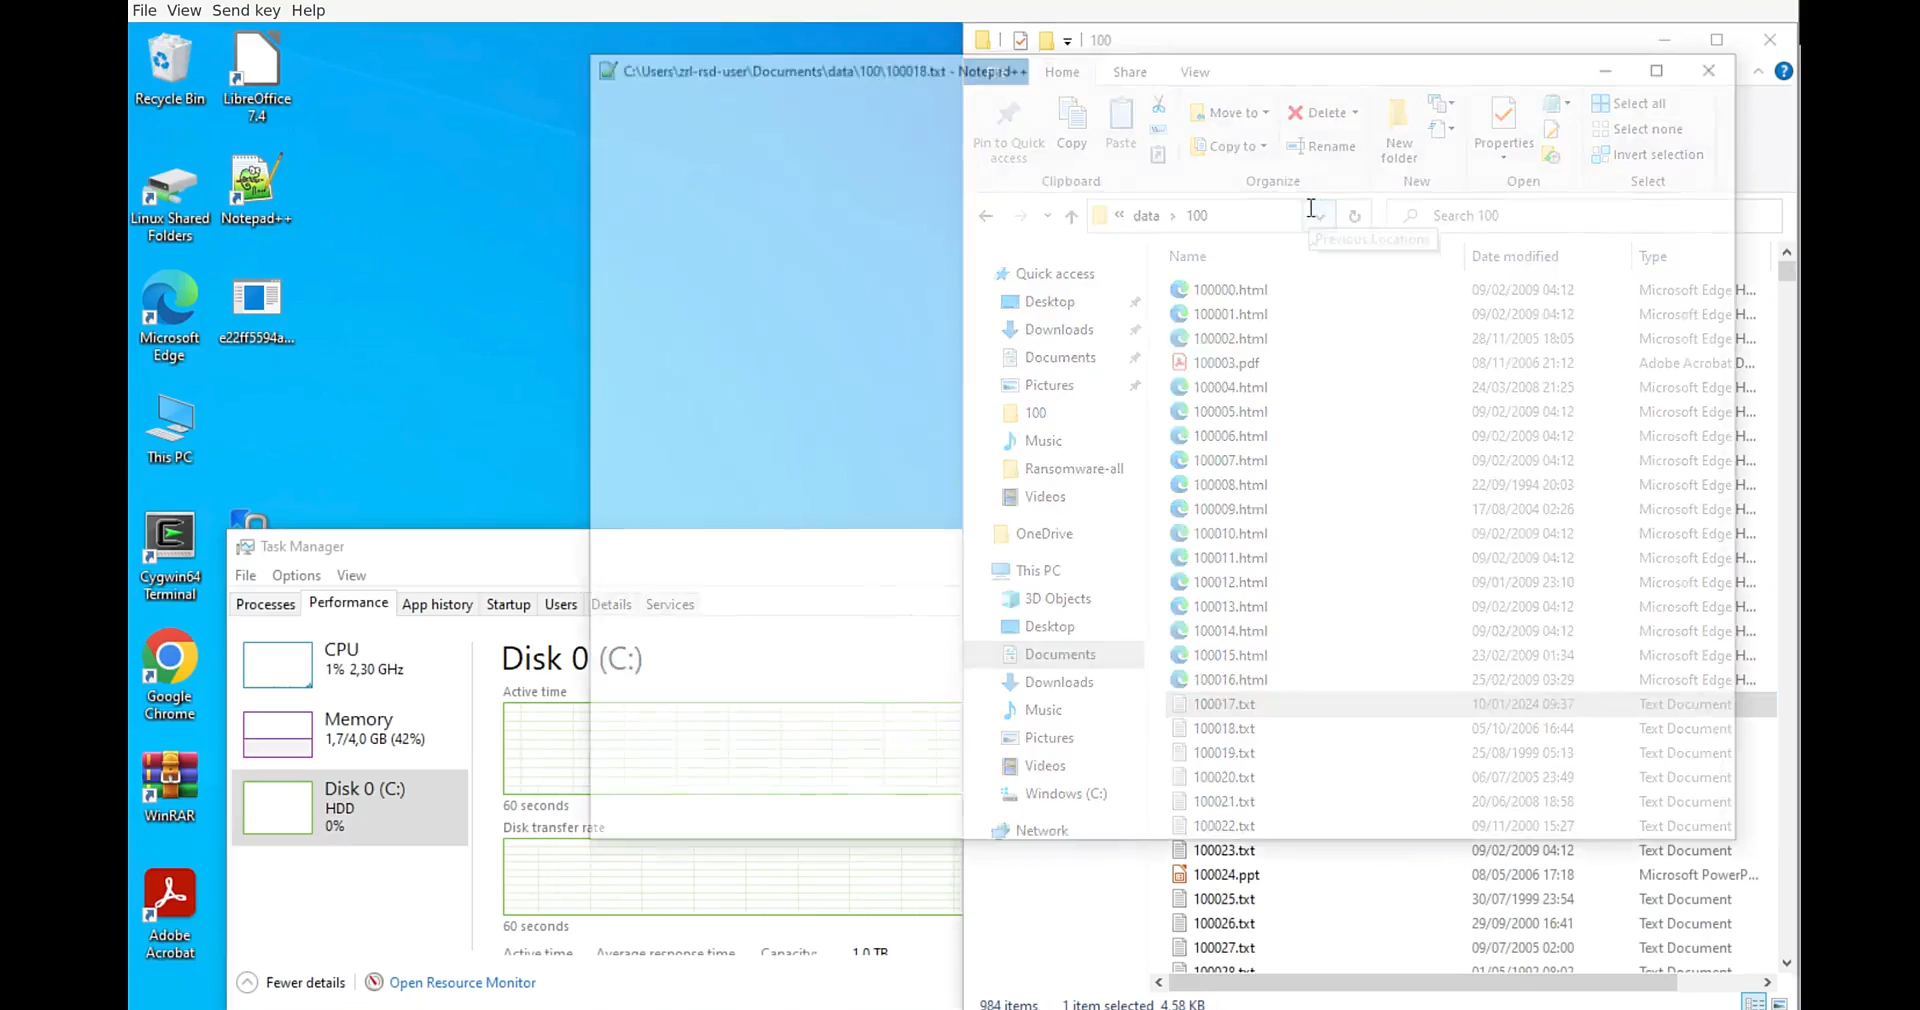 File View Send key Help
Recycle Bin
LibreOffice
7.4
Linux Shared
Folders
Notepad++
Microsoft
Edge
e22ff5594a...
This PC
Cygwin64
Terminal
Google
Chrome
WinRAR
Adobe
Acrobat
C:\Users\zrl-rsd-user\Documents\data\100\100018.txt - Notepad++
100
Home Share View
Pin to Quick
access
Copy
Paste
Move to
Copy to
Delete
Rename
New
folder
Properties
Select all
Select none
Invert selection
Clipboard Organize New Open Select
data 100
Search 100
Previous Locations
Name Date modified Type
Quick access
Desktop
Downloads
Documents
Pictures
100
Music
Ransomware-all
Videos
OneDrive
This PC
3D Objects
Desktop
Documents
Downloads
Music
Pictures
Videos
Windows (C:)
Network
100000.html 09/02/2009 04:12 Microsoft Edge H...
100001.html 09/02/2009 04:12 Microsoft Edge H...
100002.html 28/11/2005 18:05 Microsoft Edge H...
100003.pdf 08/11/2006 21:12 Adobe Acrobat D...
100004.html 24/03/2008 21:25 Microsoft Edge H...
100005.html 09/02/2009 04:12 Microsoft Edge H...
100006.html 09/02/2009 04:12 Microsoft Edge H...
100007.html 09/02/2009 04:12 Microsoft Edge H...
100008.html 22/09/1994 20:03 Microsoft Edge H...
100009.html 17/08/2004 02:26 Microsoft Edge H...
100010.html 09/02/2009 04:12 Microsoft Edge H...
100011.html 09/02/2009 04:12 Microsoft Edge H...
100012.html 09/01/2009 23:10 Microsoft Edge H...
100013.html 09/02/2009 04:12 Microsoft Edge H...
100014.html 09/02/2009 04:12 Microsoft Edge H...
100015.html 23/02/2009 01:34 Microsoft Edge H...
100016.html 25/02/2009 03:29 Microsoft Edge H...
100017.txt 10/01/2024 09:37 Text Document
100018.txt 05/10/2006 16:44 Text Document
100019.txt 25/08/1999 05:13 Text Document
100020.txt 06/07/2005 23:49 Text Document
100021.txt 20/06/2008 18:58 Text Document
100022.txt 09/11/2000 15:27 Text Document
100023.txt 09/02/2009 04:12 Text Document
100024.ppt 08/05/2006 17:18 Microsoft PowerP...
100025.txt 30/07/1999 23:54 Text Document
100026.txt 29/09/2000 16:41 Text Document
100027.txt 09/07/2005 02:00 Text Document
984 items 1 item selected 4.58 KB
Task Manager
File Options View
Processes Performance App history Startup Users Details Services
CPU
1% 2,30 GHz
Memory
1,7/4,0 GB (42%)
Disk 0 (C:)
HDD
0%
Disk 0 (C:)
Active time
60 seconds
Disk transfer rate
60 seconds
Active time Average response time Capacity: 1,0 TB
Fewer details Open Resource Monitor